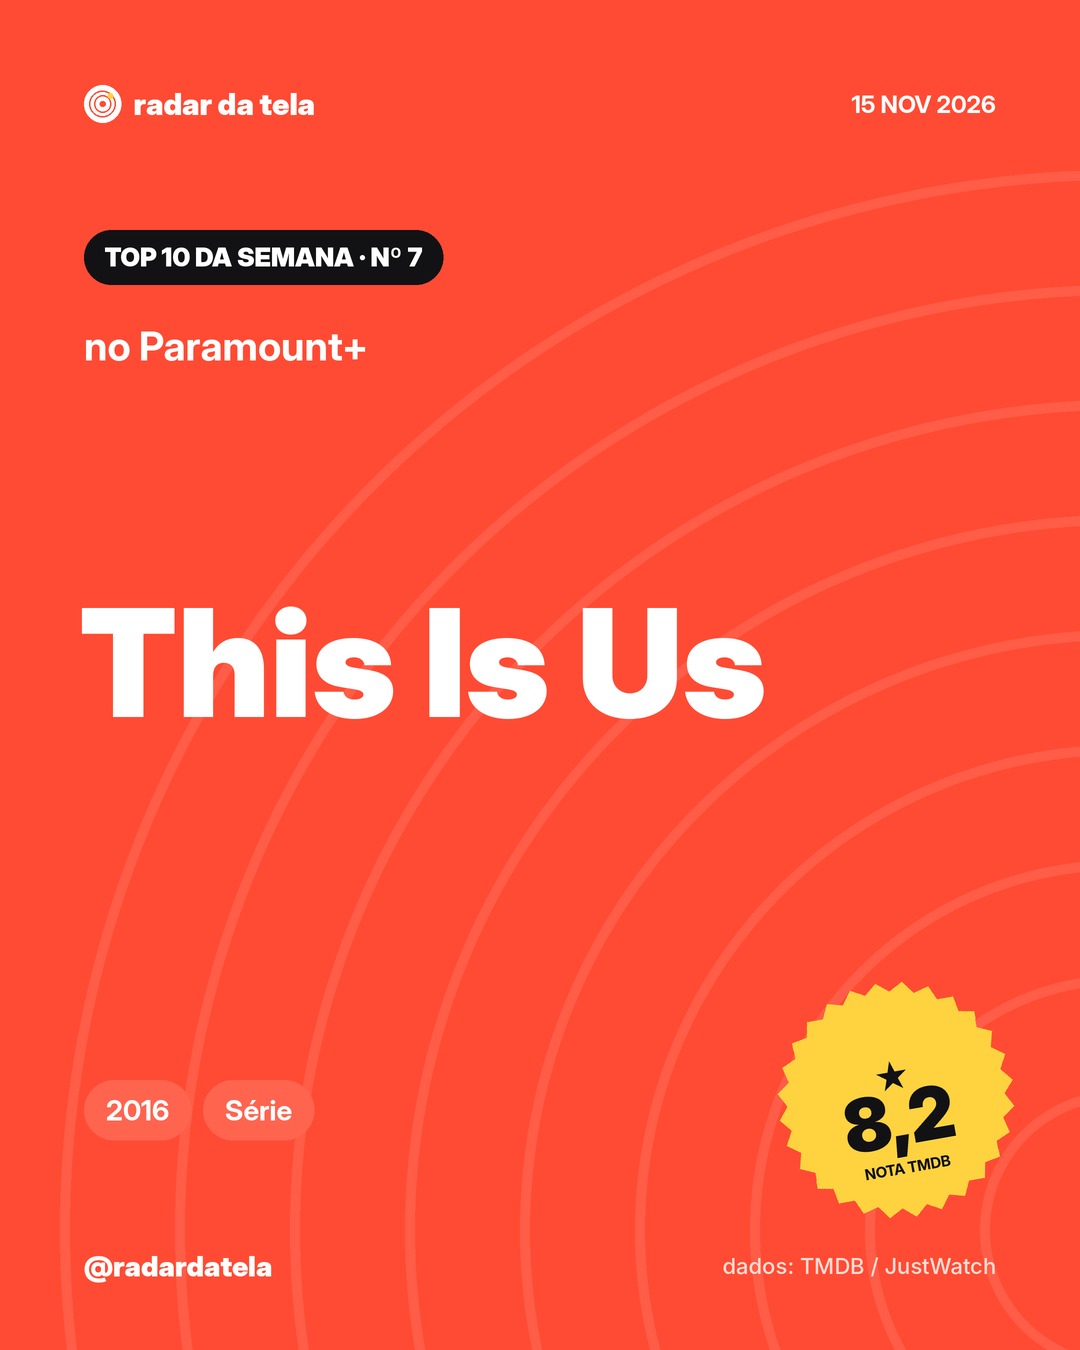 radar da tela
15 NOV 2026
TOP 10 DA SEMANA · Nº 7
no Paramount+
This Is Us
2016
Série
★
8,2
NOTA TMDB
@radardatela
dados: TMDB / JustWatch